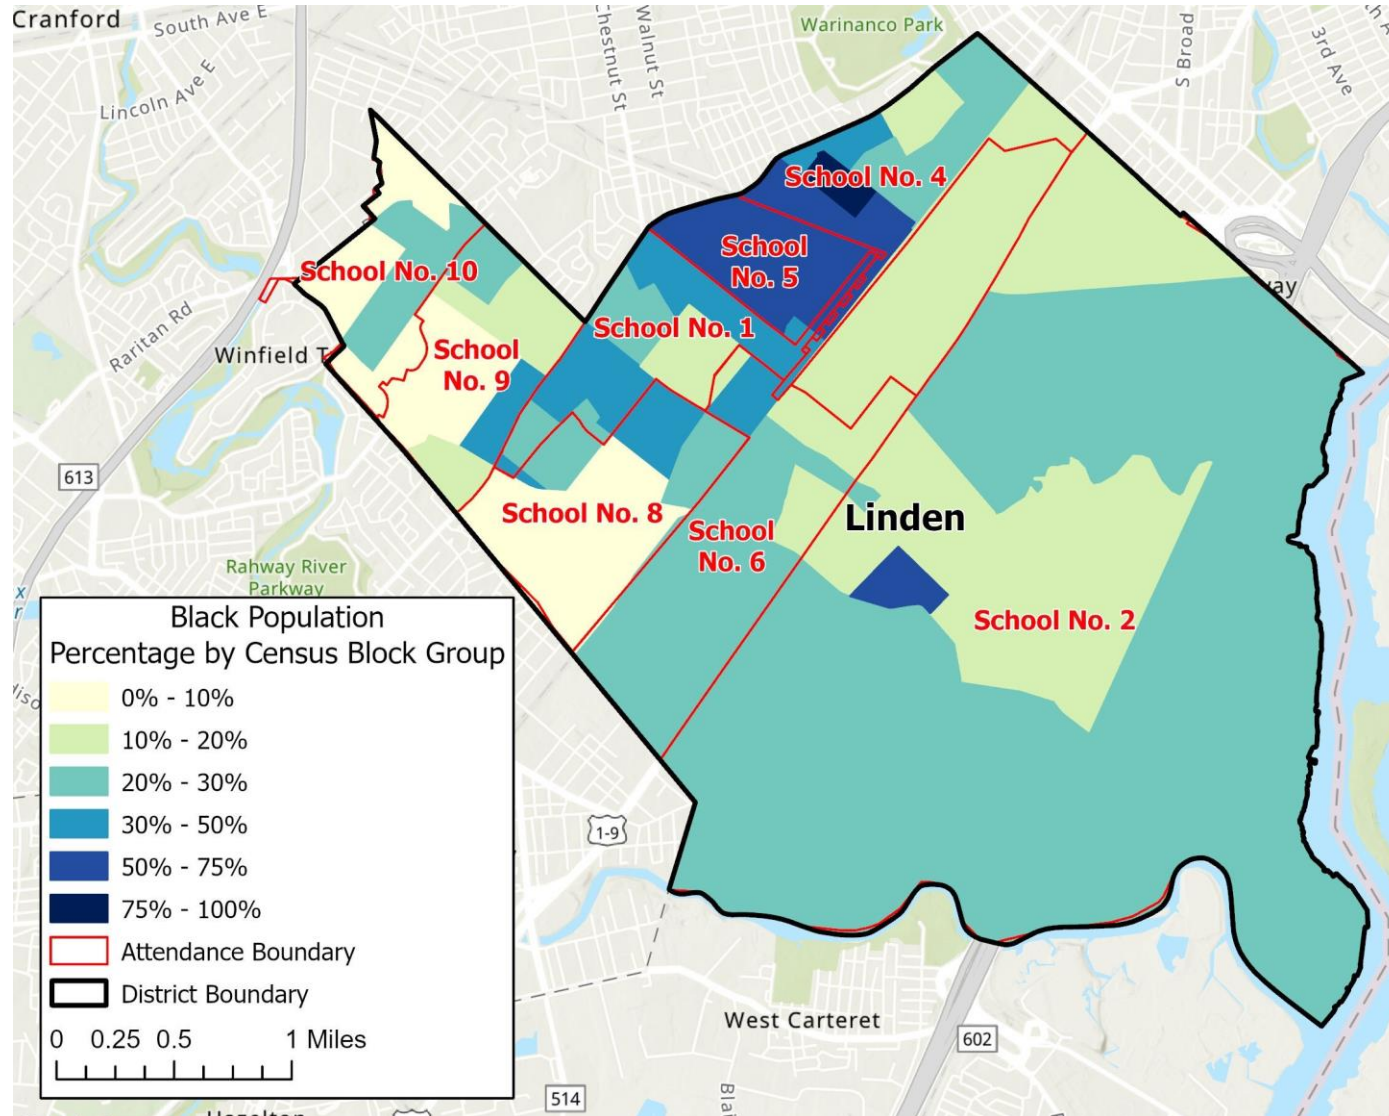 Cranford
South Ave E
Lincoln Ave E
Chestnut St
Walnut St
Warinanco Park
S Broad
3rd Ave
School No. 4
School
No. 5
School No. 10
School No. 1
Raritan Rd
Winfield T
School
No. 9
way
613
School No. 8
School
No. 6
Linden
School No. 2
Rahway River
Parkway
Black Population
Percentage by Census Block Group
0% - 10%
10% - 20%
20% - 30%
30% - 50%
50% - 75%
75% - 100%
Attendance Boundary
District Boundary
0 0.25 0.5 1 Miles
1-9
West Carteret
602
514